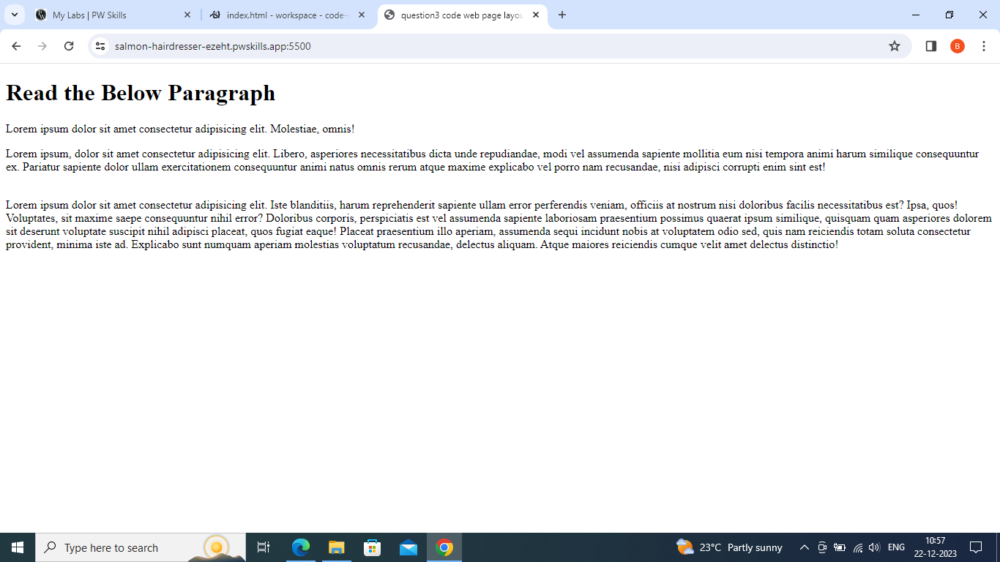 My Labs | PW Skills
index.html - workspace - code-
question3 code web page layou
salmon-hairdresser-ezeht.pwskills.app:5500
B
Read the Below Paragraph
Lorem ipsum dolor sit amet consectetur adipisicing elit. Molestiae, omnis!
Lorem ipsum, dolor sit amet consectetur adipisicing elit. Libero, asperiores necessitatibus dicta unde repudiandae, modi vel assumenda sapiente mollitia eum nisi tempora animi harum similique consequuntur
ex. Pariatur sapiente dolor ullam exercitationem consequuntur animi natus omnis rerum atque maxime explicabo vel porro nam recusandae, nisi adipisci corrupti enim sint est!
Lorem ipsum dolor sit amet consectetur adipisicing elit. Iste blanditiis, harum reprehenderit sapiente ullam error perferendis veniam, officiis at nostrum nisi doloribus facilis necessitatibus est? Ipsa, quos!
Voluptates, sit maxime saepe consequuntur nihil error? Doloribus corporis, perspiciatis est vel assumenda sapiente laboriosam praesentium possimus quaerat ipsum similique, quisquam quam asperiores dolorem
sit deserunt voluptate suscipit nihil adipisci placeat, quos fugiat eaque! Placeat praesentium illo aperiam, assumenda sequi incidunt nobis at voluptatem odio sed, quis nam reiciendis totam soluta consectetur
provident, minima iste ad. Explicabo sunt numquam aperiam molestias voluptatum recusandae, delectus aliquam. Atque maiores reiciendis cumque velit amet delectus distinctio!
Type here to search
23°C Partly sunny
ENG
10:57
22-12-2023